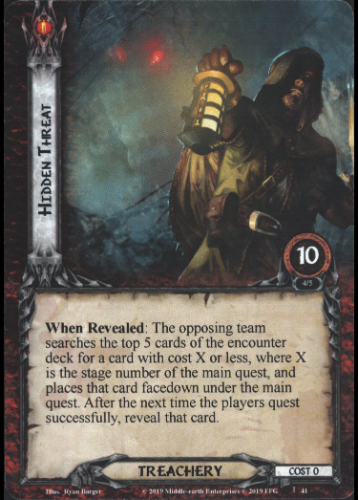 HIDDEN THREAT
10
4/5
When Revealed: The opposing team
searches the top 5 cards of the encounter
deck for a card with cost X or less, where X
is the stage number of the main quest, and
places that card facedown under the main
quest. After the next time the players quest
successfully, reveal that card.
TREACHERY
COST 0
Illus. Ryan Barger
© 2019 Middle-earth Enterprises © 2019 FFG
41